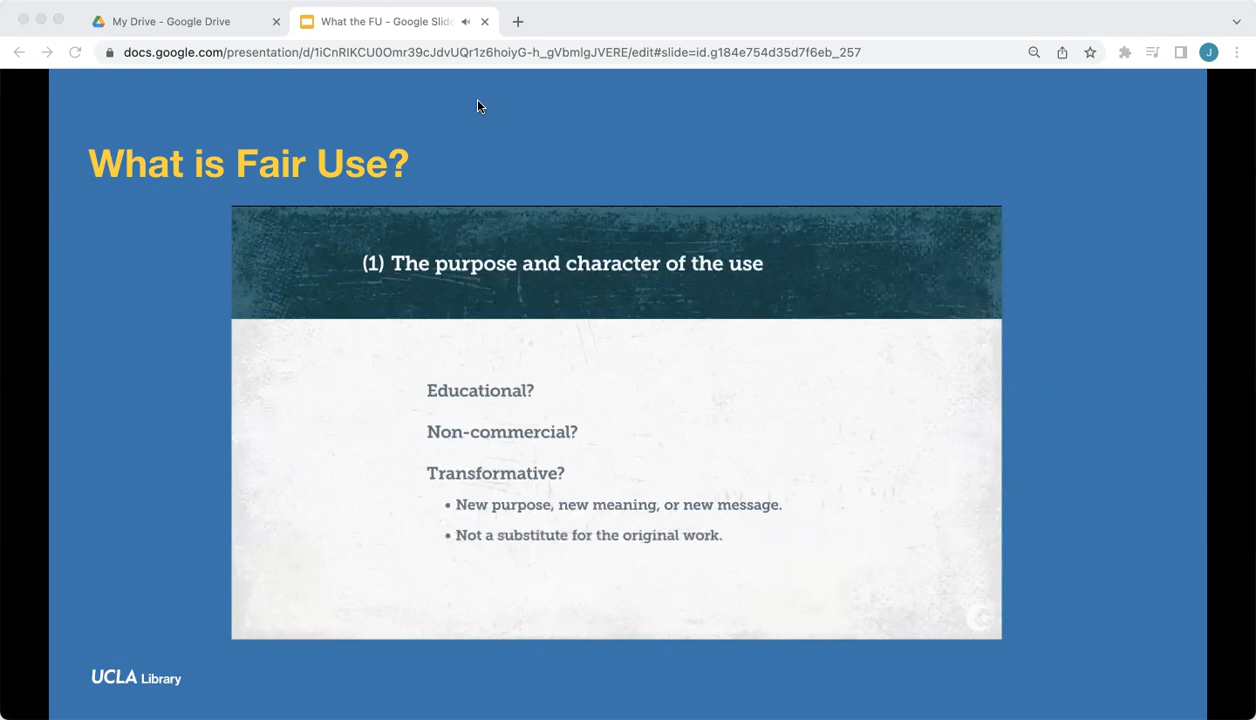 My Drive - Google Drive
What the FU - Google Slid
docs.google.com/presentation/d/1iCnRlKCU0Omr39cJdvUQr1z6hoiyG-h_gVbmlgJVERE/edit#slide=id.g184e754d35d7f6eb_257
J
What is Fair Use?
(1) The purpose and character of the use
Educational?
Non-commercial?
Transformative?
• New purpose, new meaning, or new message.
• Not a substitute for the original work.
UCLA Library